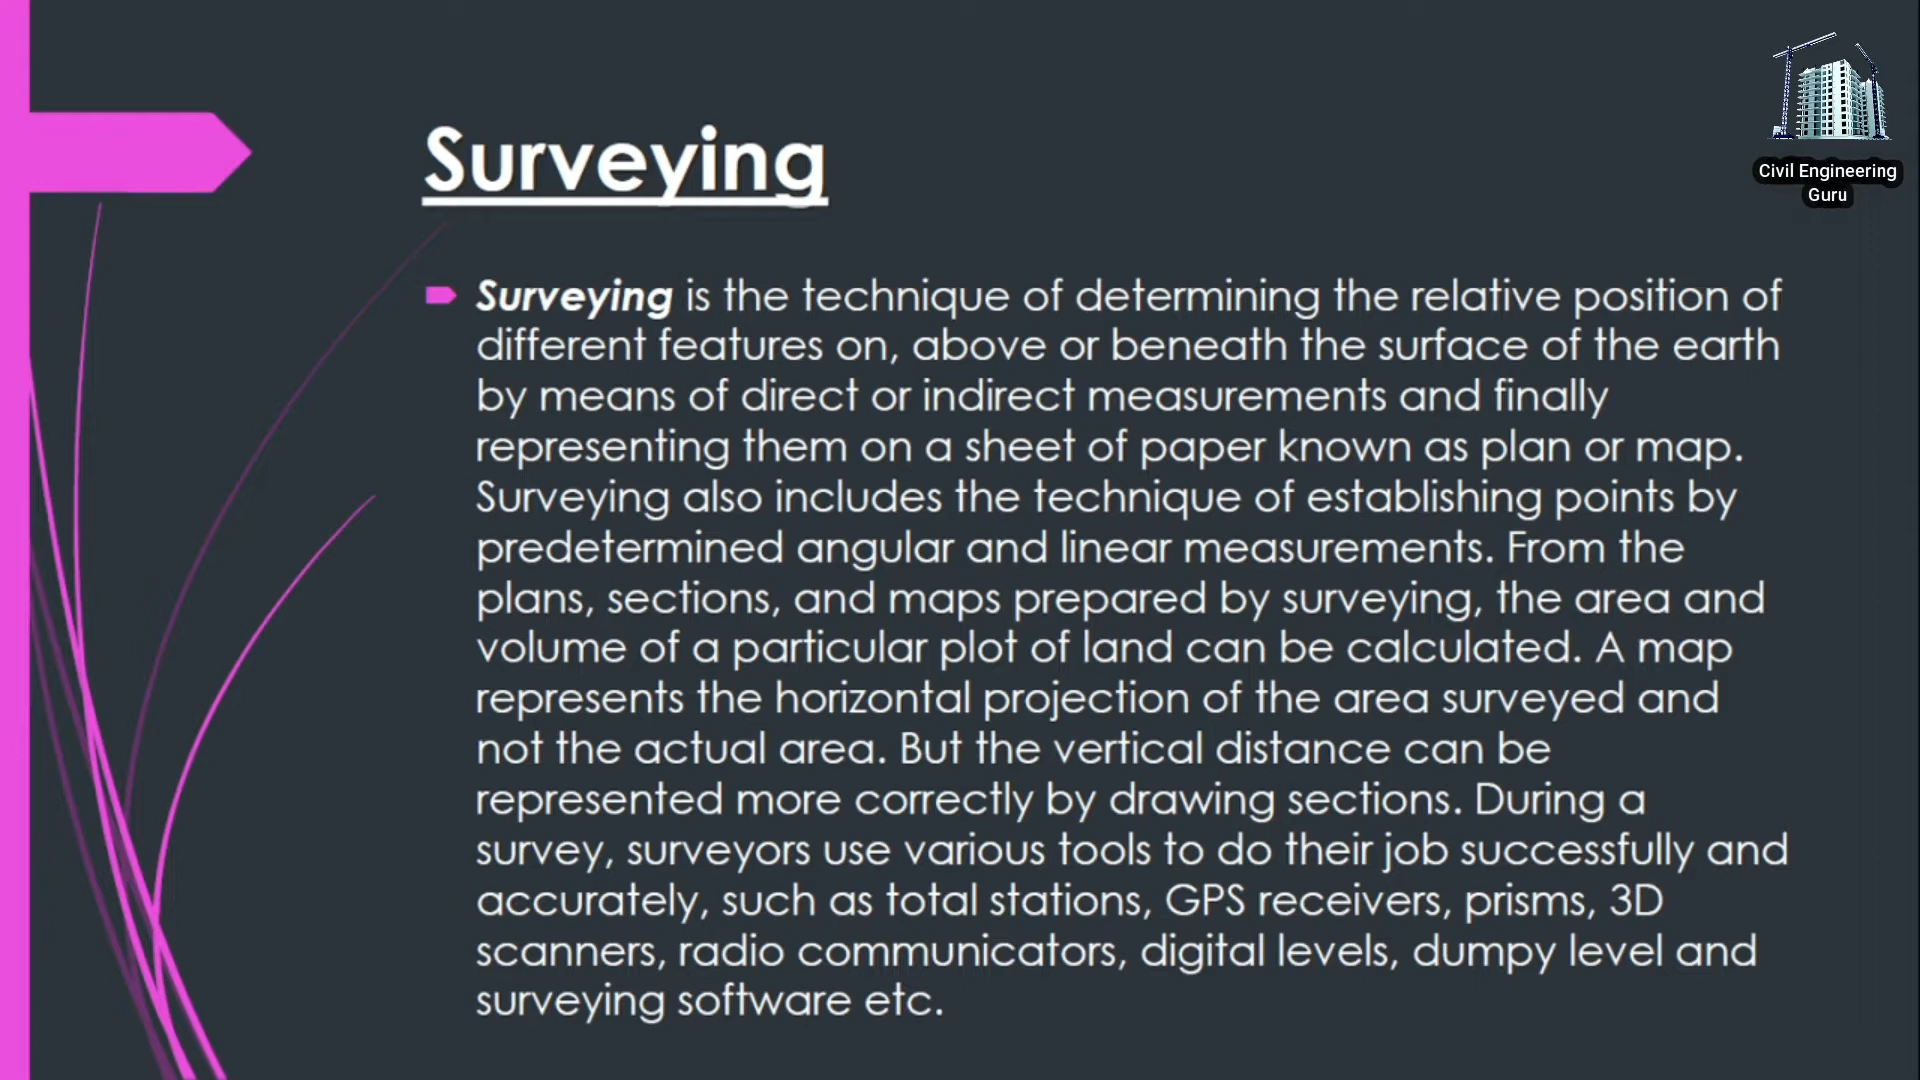 Civil Engineering
Guru
Surveying
Surveying is the technique of determining the relative position of
different features on, above or beneath the surface of the earth
by means of direct or indirect measurements and finally
representing them on a sheet of paper known as plan or map.
Surveying also includes the technique of establishing points by
predetermined angular and linear measurements. From the
plans, sections, and maps prepared by surveying, the area and
volume of a particular plot of land can be calculated. A map
represents the horizontal projection of the area surveyed and
not the actual area. But the vertical distance can be
represented more correctly by drawing sections. During a
survey, surveyors use various tools to do their job successfully and
accurately, such as total stations, GPS receivers, prisms, 3D
scanners, radio communicators, digital levels, dumpy level and
surveying software etc.